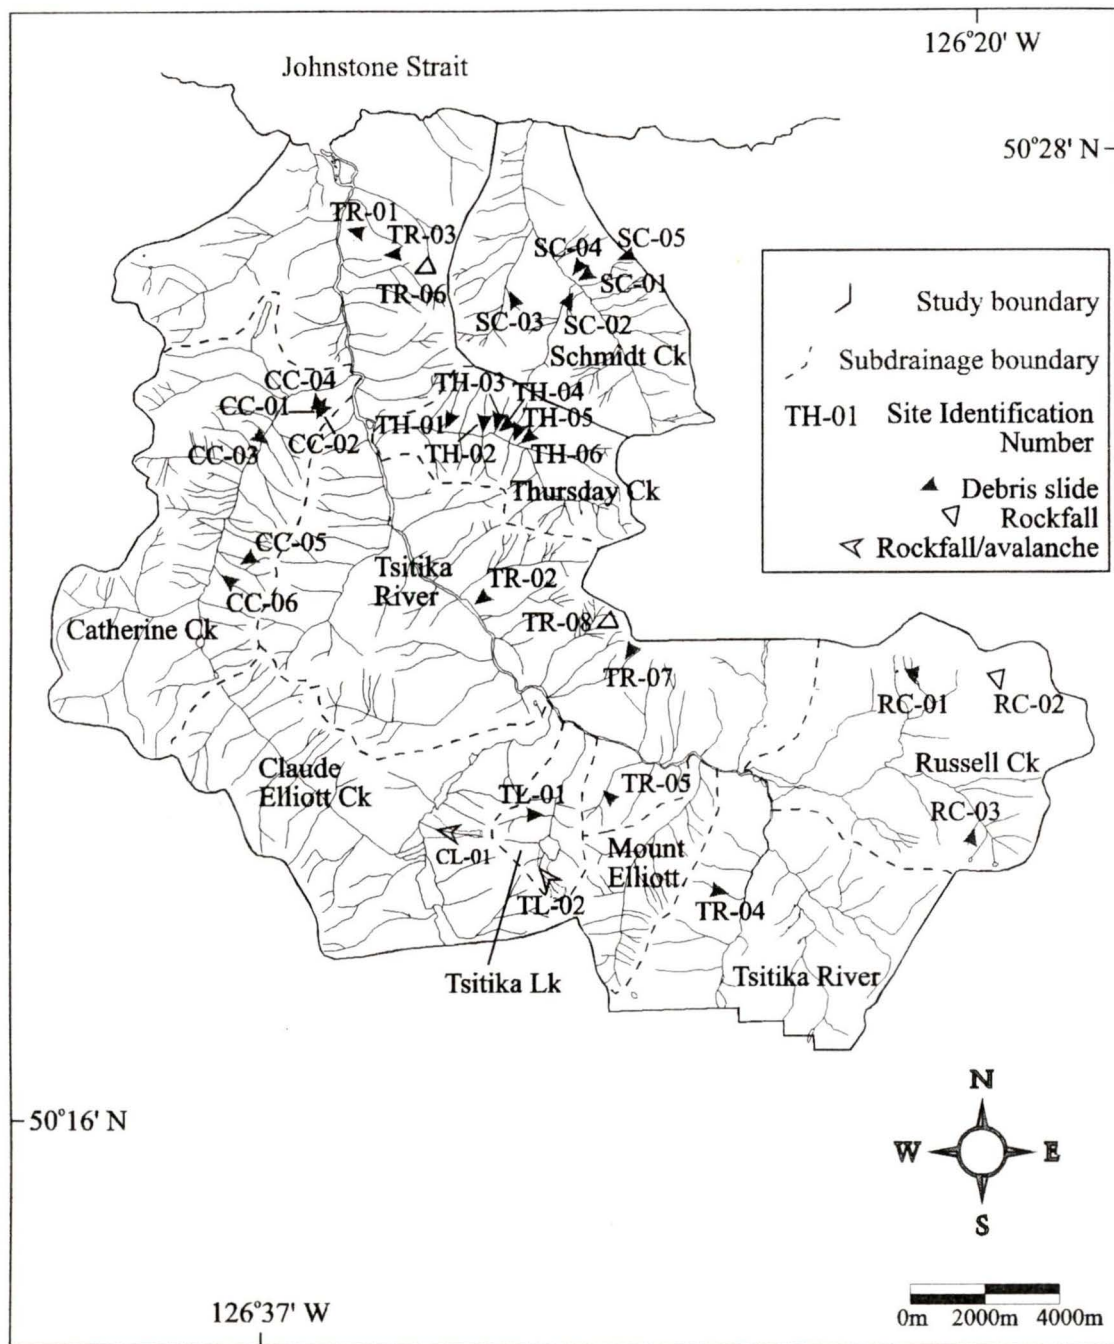 126°20' W
Johnstone Strait
50°28' N
TR-01
TR-03
TR-06
SC-04
SC-05
SC-01
SC-03
SC-02
Schmidt Ck
Study boundary
Subdrainage boundary
TH-01 Site Identification
Number
Debris slide
Rockfall
Rockfall/avalanche
CC-04
CC-01
CC-02
CC-03
TH-03
TH-04
TH-01
TH-05
TH-02
TH-06
Thursday Ck
CC-05
CC-06
Catherine Ck
Tsitika
River
TR-02
TR-08
TR-07
RC-01
RC-02
Russell Ck
RC-03
Claude
Elliott Ck
TL-01
TR-05
CL-01
Mount
Elliott
TL-02
TR-04
Tsitika Lk
Tsitika River
50°16' N
N
W
E
S
126°37' W
0m 2000m 4000m